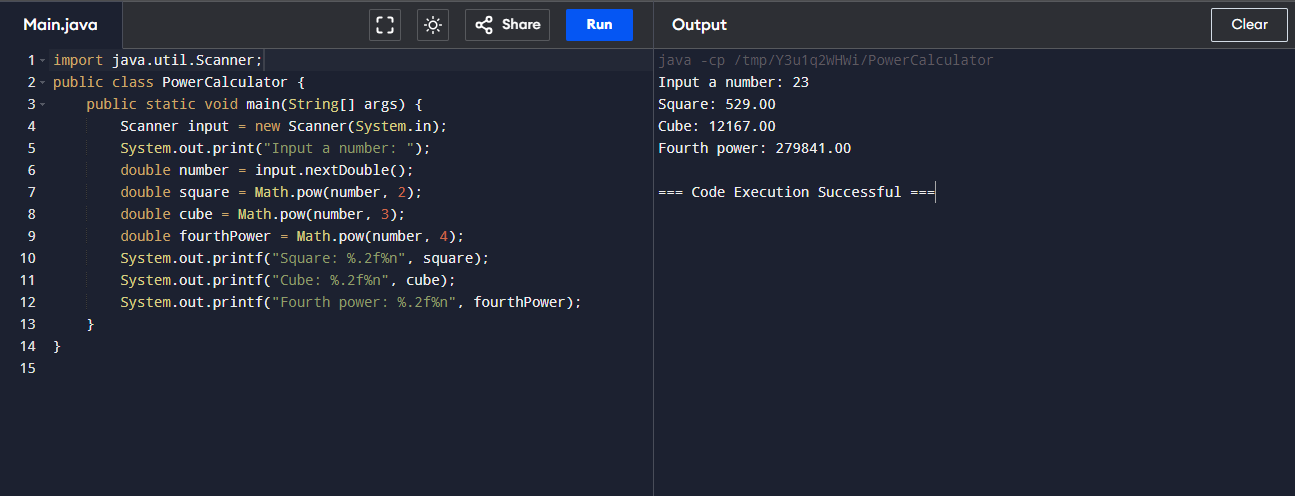 Main.java Share Run Output Clear
1 import java.util.Scanner;
2 public class PowerCalculator {
3     public static void main(String[] args) {
4         Scanner input = new Scanner(System.in);
5         System.out.print("Input a number: ");
6         double number = input.nextDouble();
7         double square = Math.pow(number, 2);
8         double cube = Math.pow(number, 3);
9         double fourthPower = Math.pow(number, 4);
10         System.out.printf("Square: %.2f%n", square);
11         System.out.printf("Cube: %.2f%n", cube);
12         System.out.printf("Fourth power: %.2f%n", fourthPower);
13     }
14 }
15
java -cp /tmp/Y3u1q2WHWi/PowerCalculator
Input a number: 23
Square: 529.00
Cube: 12167.00
Fourth power: 279841.00
=== Code Execution Successful ===